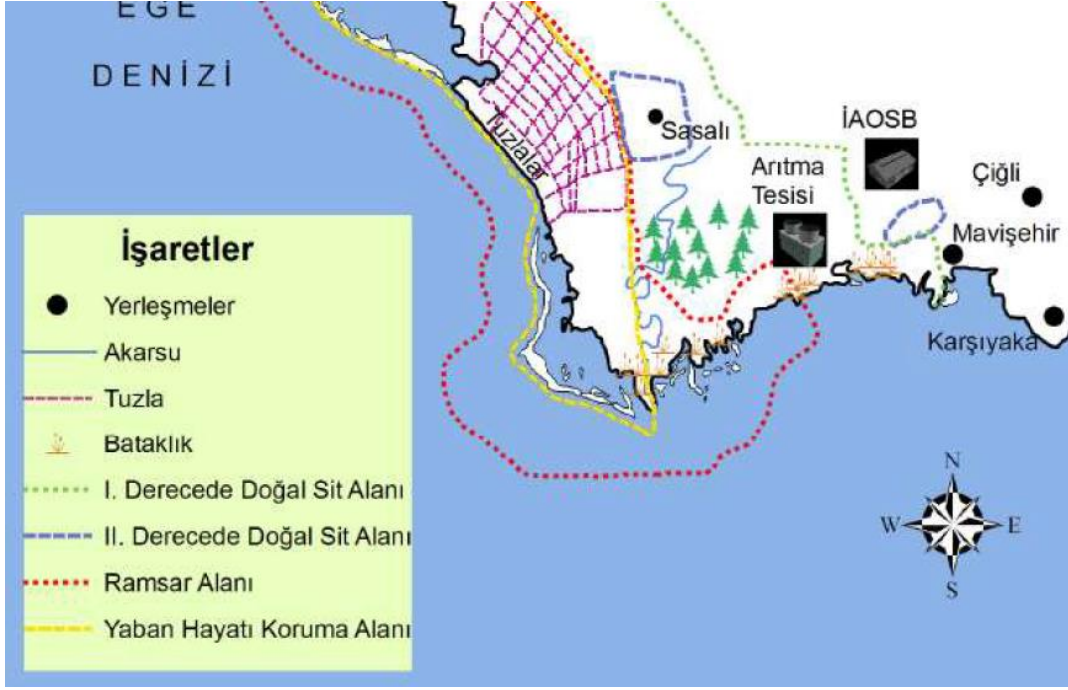 EGE
DENİZİ
Tuzlalar
Sasalı
İAOSB
Arıtma
Tesisi
Çiğli
Mavişehir
Karşıyaka
İşaretler
Yerleşmeler
Akarsu
Tuzla
Bataklık
I. Derecede Doğal Sit Alanı
II. Derecede Doğal Sit Alanı
Ramsar Alanı
Yaban Hayatı Koruma Alanı
N
W
E
S